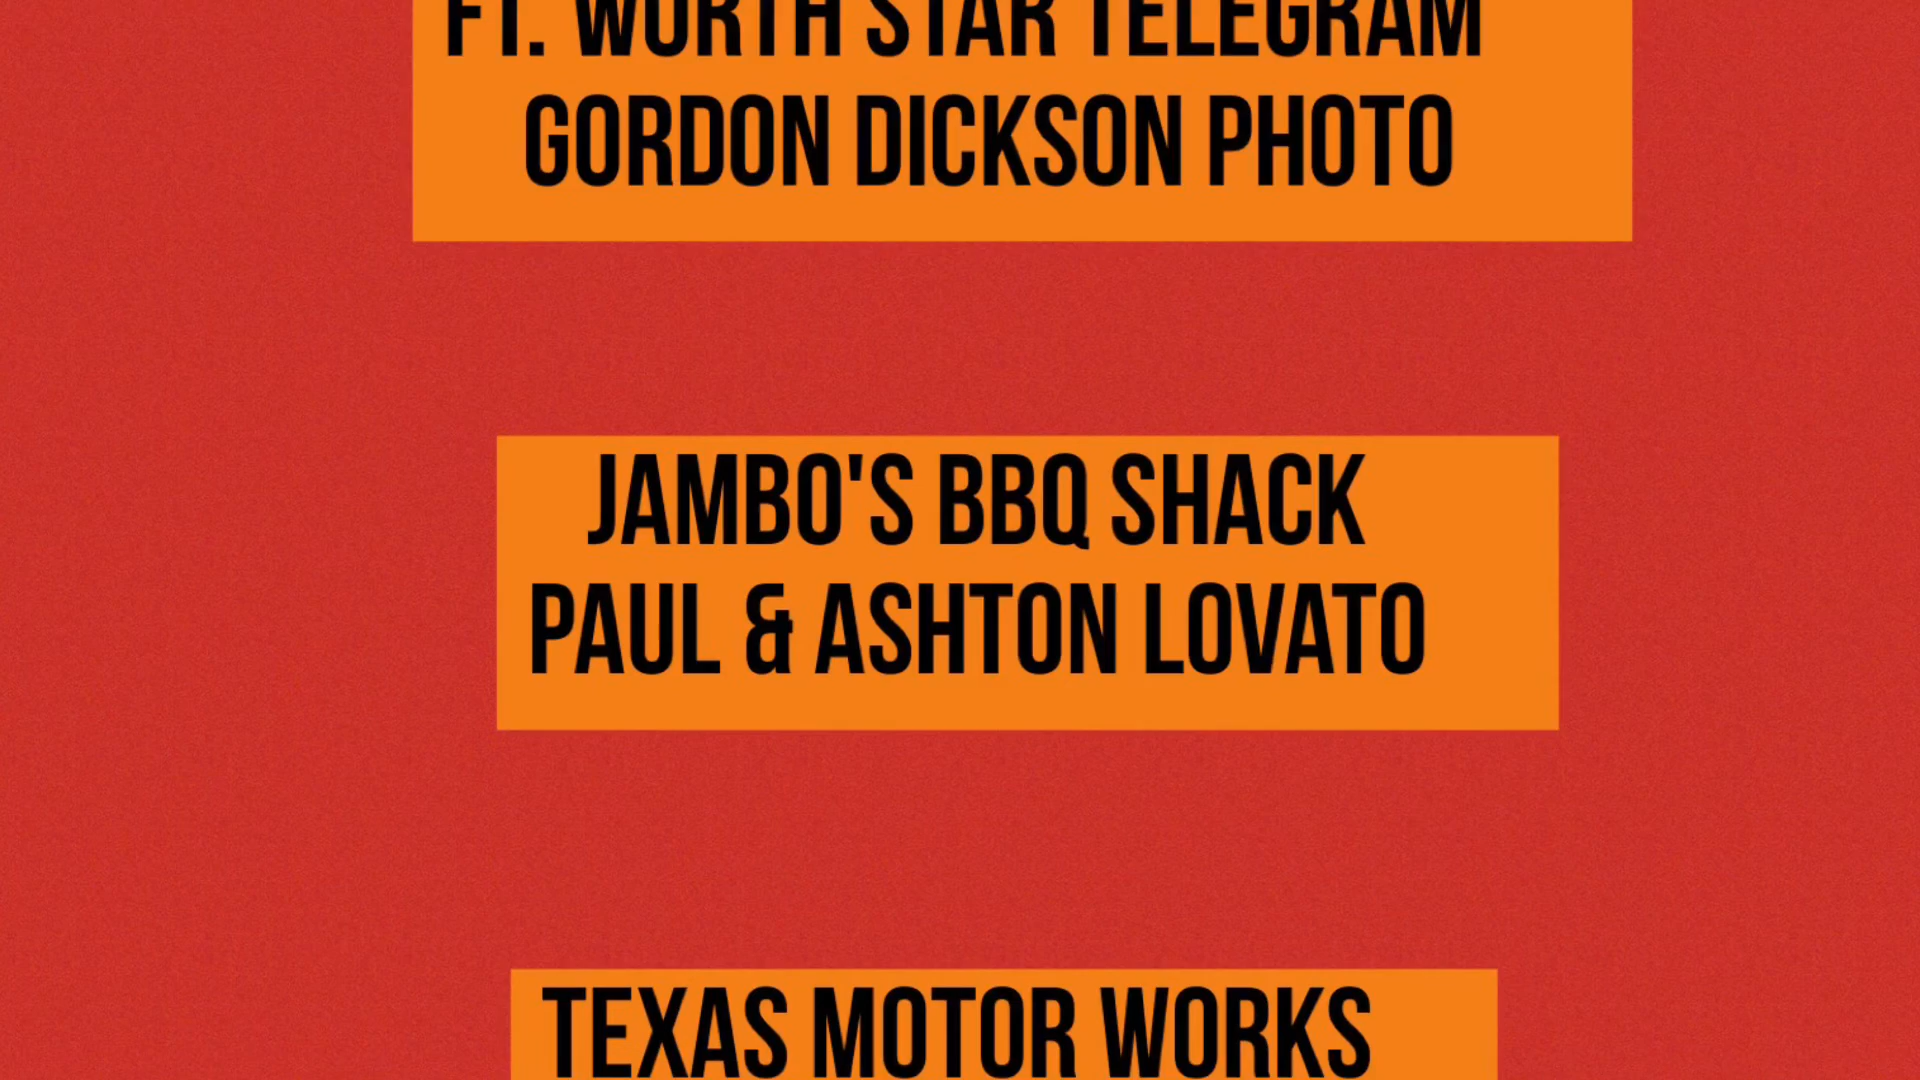 FT. WORTH STAR TELEGRAM
GORDON DICKSON PHOTO
JAMBO'S BBQ SHACK
PAUL & ASHTON LOVATO
TEXAS MOTOR WORKS